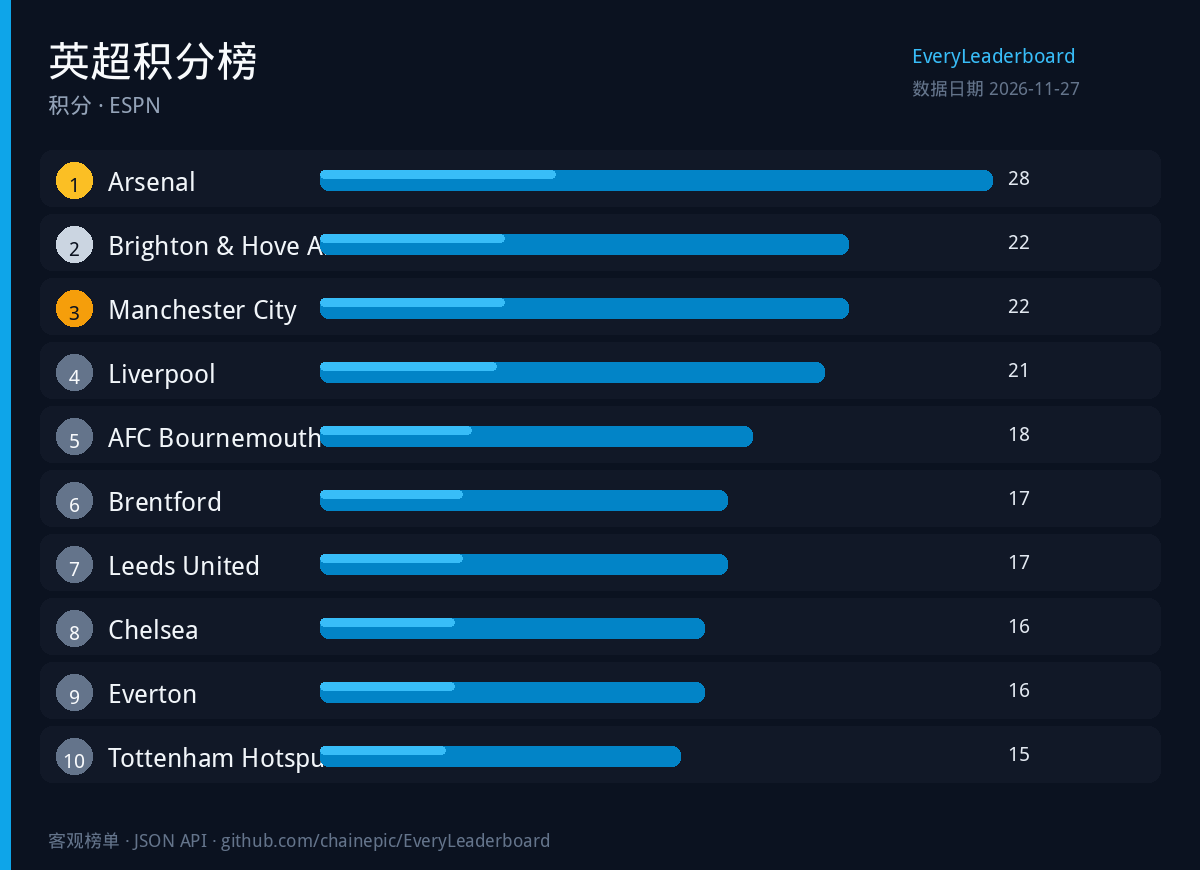 英超积分榜
积分 · ESPN
EveryLeaderboard
数据日期 2026-11-27
1 Arsenal 28
2 Brighton & Hove A 22
3 Manchester City 22
4 Liverpool 21
5 AFC Bournemouth 18
6 Brentford 17
7 Leeds United 17
8 Chelsea 16
9 Everton 16
10 Tottenham Hotspu 15
客观榜单 · JSON API · github.com/chainepic/EveryLeaderboard